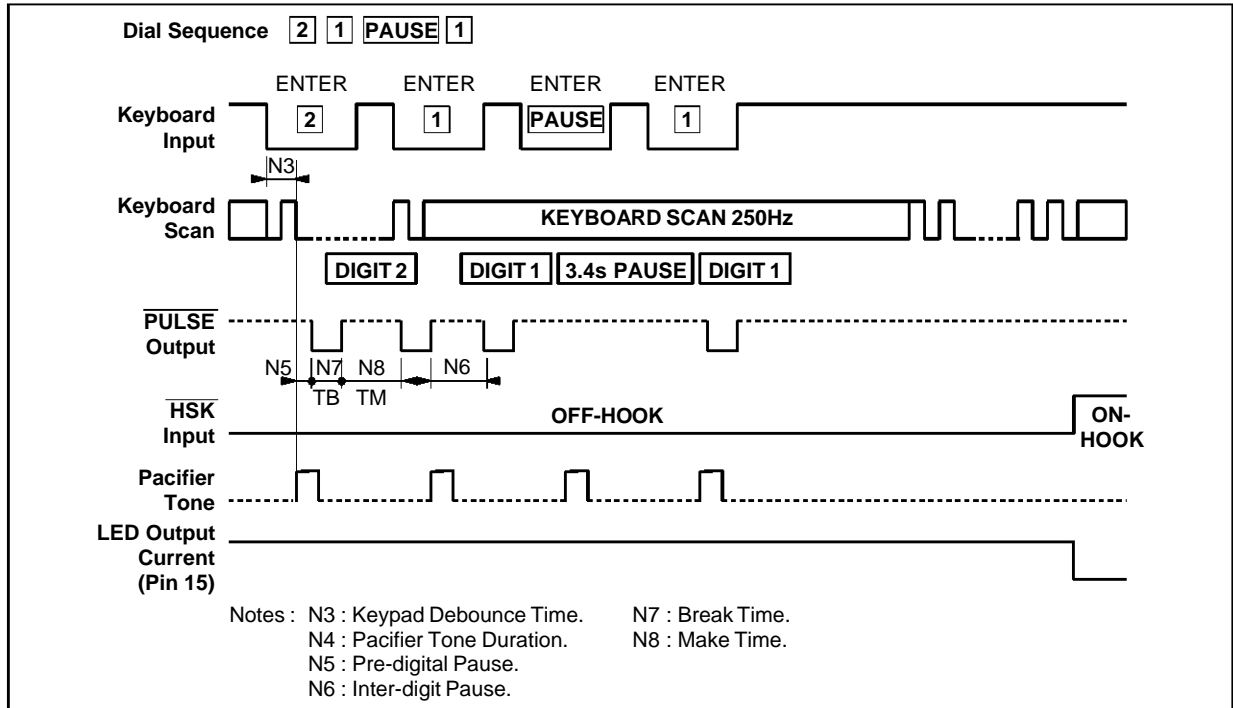 Dial Sequence 2 1 PAUSE 1
ENTER ENTER ENTER ENTER
Keyboard Input
2 1 PAUSE 1
N3
Keyboard Scan
KEYBOARD SCAN 250Hz
DIGIT 2 DIGIT 1 3.4s PAUSE DIGIT 1
PULSE Output
N5 N7 N8 N6
TB TM
HSK Input
OFF-HOOK
ON-HOOK
Pacifier Tone
LED Output Current (Pin 15)
Notes : N3 : Keypad Debounce Time. N7 : Break Time.
N4 : Pacifier Tone Duration. N8 : Make Time.
N5 : Pre-digital Pause.
N6 : Inter-digit Pause.